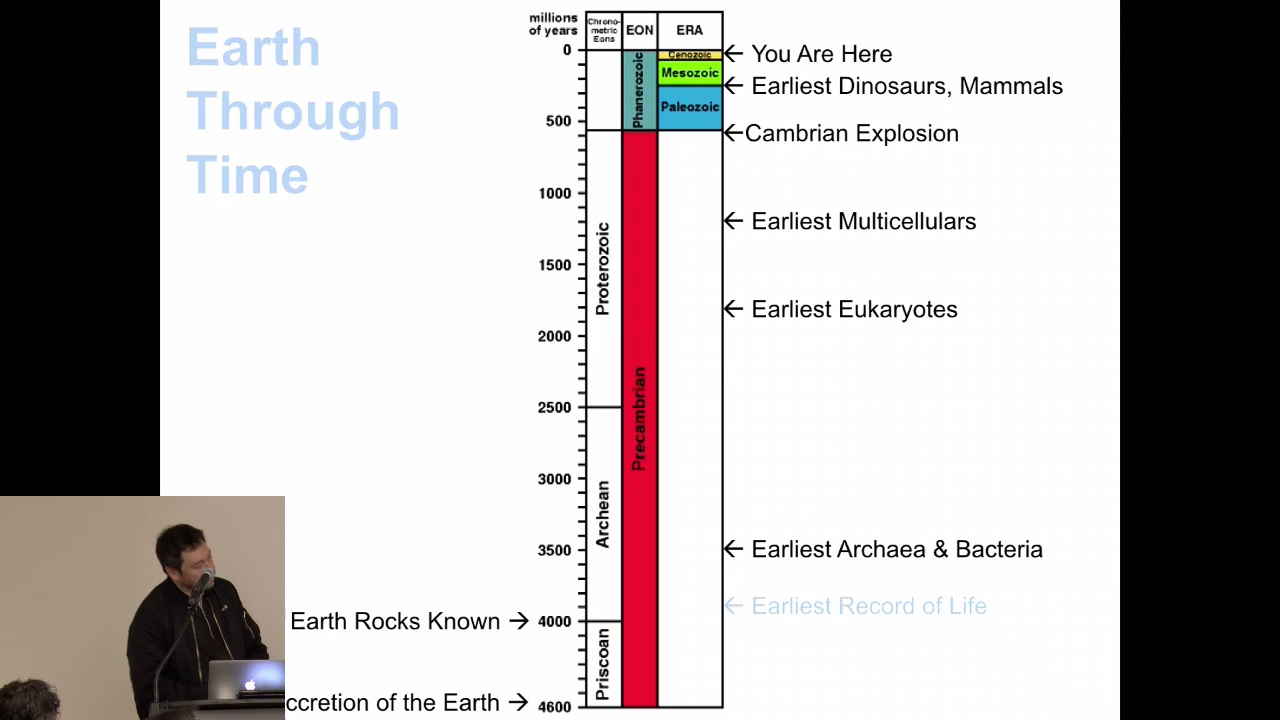 Earth
Through
Time
millions
of years
Chrono-
metric
Eons
EON
ERA
0
500
1000
1500
2000
2500
3000
3500
4000
4600
Proterozoic
Archean
Priscoan
Phanerozoic
Precambrian
Cenozoic
Mesozoic
Paleozoic
← You Are Here
← Earliest Dinosaurs, Mammals
←Cambrian Explosion
← Earliest Multicellulars
← Earliest Eukaryotes
← Earliest Archaea & Bacteria
← Earliest Record of Life
Earth Rocks Known →
ccretion of the Earth →